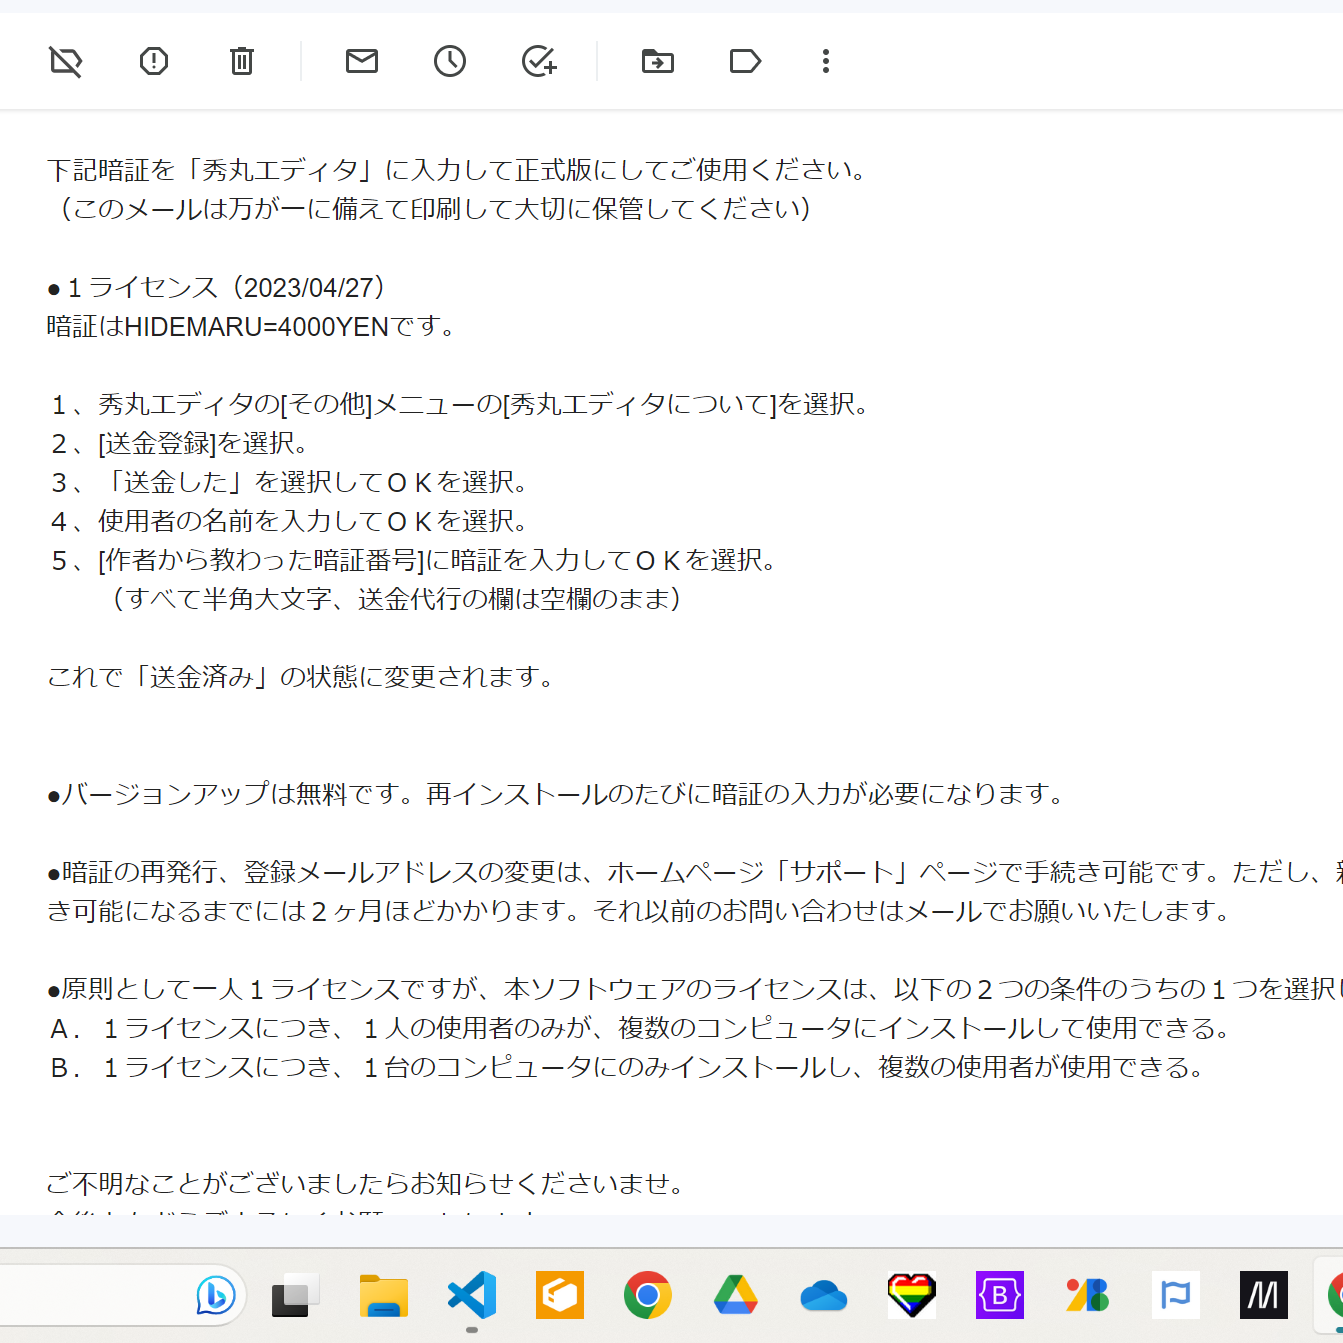 下記暗証を「秀丸エディタ」に入力して正式版にしてご使用ください。
（このメールは万が一に備えて印刷して大切に保管してください）
●１ライセンス（2023/04/27）
暗証はHIDEMARU=4000YENです。
１、秀丸エディタの[その他]メニューの[秀丸エディタについて]を選択。
２、[送金登録]を選択。
３、「送金した」を選択してＯＫを選択。
４、使用者の名前を入力してＯＫを選択。
５、[作者から教わった暗証番号]に暗証を入力してＯＫを選択。
（すべて半角大文字、送金代行の欄は空欄のまま）
これで「送金済み」の状態に変更されます。
●バージョンアップは無料です。再インストールのたびに暗証の入力が必要になります。
●暗証の再発行、登録メールアドレスの変更は、ホームページ「サポート」ページで手続き可能です。ただし、
き可能になるまでには２ヶ月ほどかかります。それ以前のお問い合わせはメールでお願いいたします。
●原則として一人１ライセンスですが、本ソフトウェアのライセンスは、以下の２つの条件のうちの１つを選択
Ａ．１ライセンスにつき、１人の使用者のみが、複数のコンピュータにインストールして使用できる。
Ｂ．１ライセンスにつき、１台のコンピュータにのみインストールし、複数の使用者が使用できる。
ご不明なことがございましたらお知らせくださいませ。